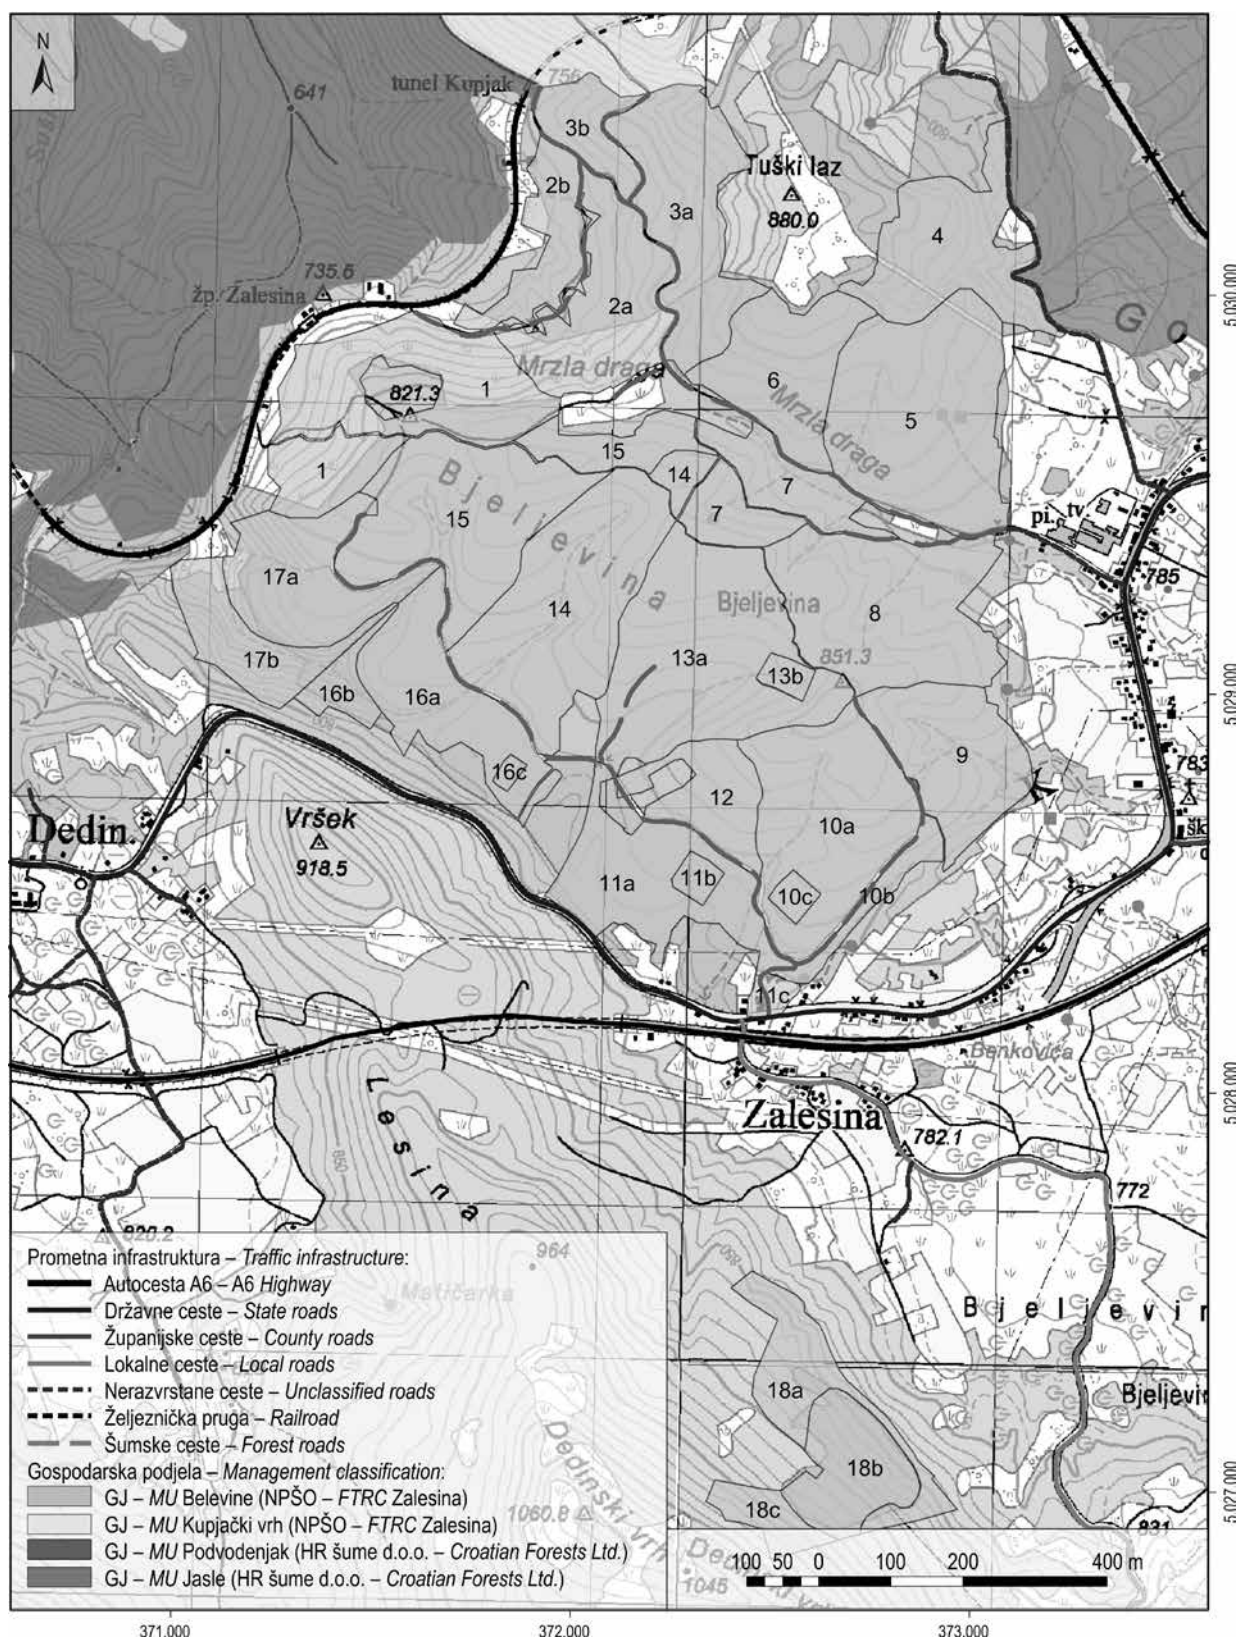 N
756
tunel Kupjak
641
3b
Tuški laz
880.0
2b
3a
4
735.6
žp. Zalesina
2a
5.030.000
G o
Mrzla draga
821.3
1
6
Mrzla draga
5
15
1
14
7
B j e l j e v i n a
15
7
pi.
tv.
785
17a
14
Bjeljevina
8
17b
13a
851.3
13b
16b
16a
5.029.000
16c
9
783
Dedin
Vršek
918.5
12
10a
šk
11a
11b
10c
10b
11c
L e s i n a
Zalesina
782.1
5.028.000
772
820.2
964
Matičarka
B j e l j e v i n
Bjeljevin
850
18a
18b
18c
Dedinski vrh
1060.8
1045
831
5.027.000
Prometna infrastruktura – Traffic infrastructure:
Autocesta A6 – A6 Highway
Državne ceste – State roads
Županijske ceste – County roads
Lokalne ceste – Local roads
Nerazvrstane ceste – Unclassified roads
Željeznička pruga – Railroad
Šumske ceste – Forest roads
Gospodarska podjela – Management classification:
GJ – MU Belevine (NPŠO – FTRC Zalesina)
GJ – MU Kupjački vrh (NPŠO – FTRC Zalesina)
GJ – MU Podvodenjak (HR šume d.o.o. – Croatian Forests Ltd.)
GJ – MU Jasle (HR šume d.o.o. – Croatian Forests Ltd.)
100 50 0 100 200 400 m
371.000 372.000 373.000